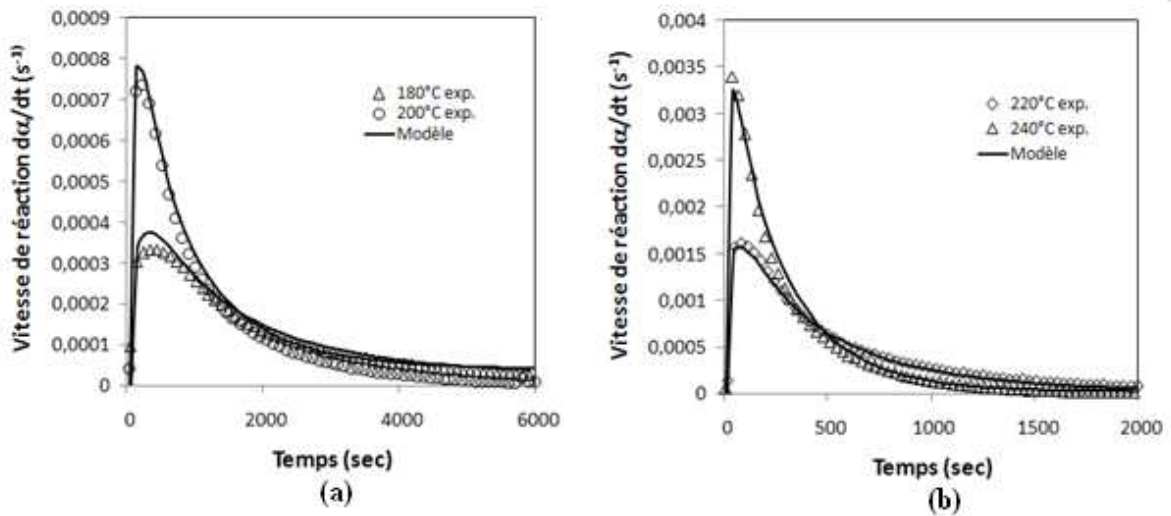 Vitesse de réaction dα/dt (s⁻¹)
0,0009
0,0008
0,0007
0,0006
0,0005
0,0004
0,0003
0,0002
0,0001
0
180°C exp.
200°C exp.
Modèle
0
2000
4000
6000
Temps (sec)
(a)
Vitesse de réaction dα/dt (s⁻¹)
0,004
0,0035
0,003
0,0025
0,002
0,0015
0,001
0,0005
0
220°C exp.
240°C exp.
Modèle
0
500
1000
1500
2000
Temps (sec)
(b)